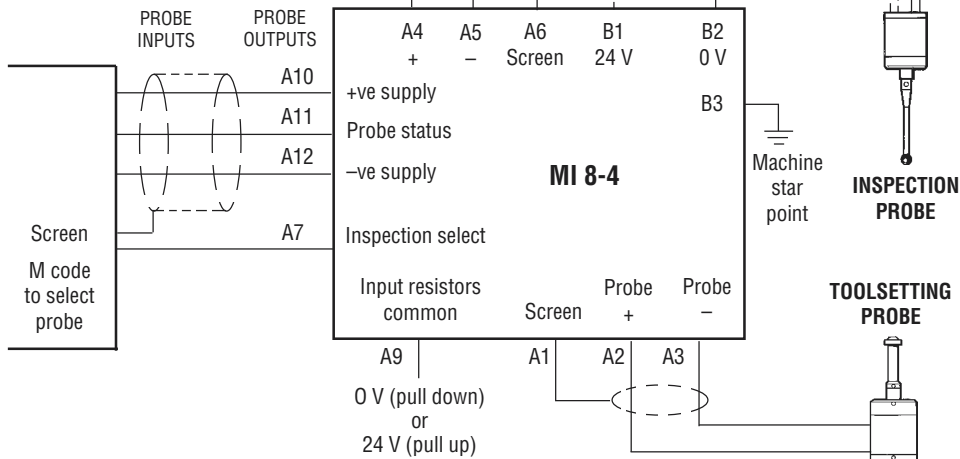 PROBE INPUTS
PROBE OUTPUTS
A4 A5 A6 B1 B2
+ – Screen 24 V 0 V
A10
+ve supply
A11
Probe status
A12
–ve supply
B3
MI 8-4
Machine
star
point
INSPECTION
PROBE
Screen
A7
Inspection select
M code
to select
probe
Input resistors
common
Screen
Probe
+
Probe
–
TOOLSETTING
PROBE
A9
A1
A2
A3
0 V (pull down)
or
24 V (pull up)